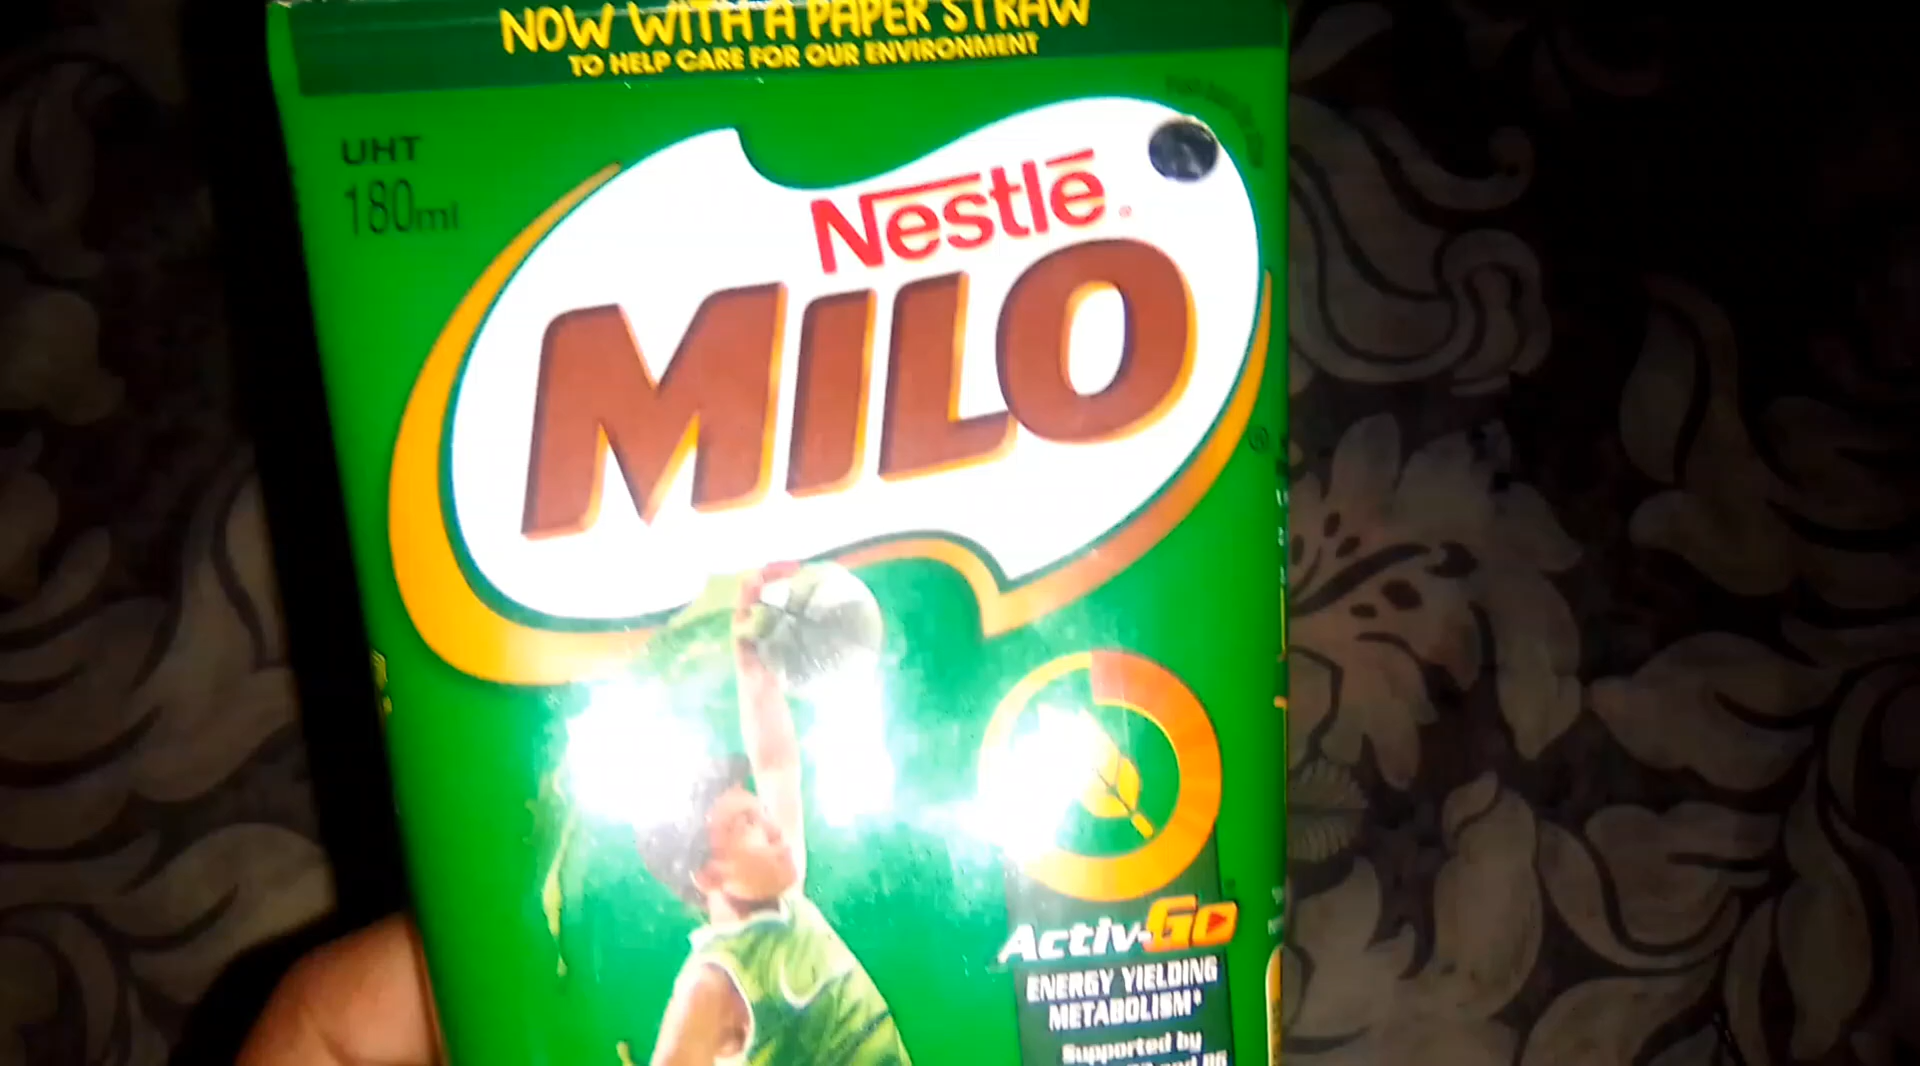 NOW WITH A PAPER STRAW
TO HELP CARE FOR OUR ENVIRONMENT
UHT
180ml
Nestlé®
MILO®
Activ-Go
ENERGY YIELDING
METABOLISM*
Supported by